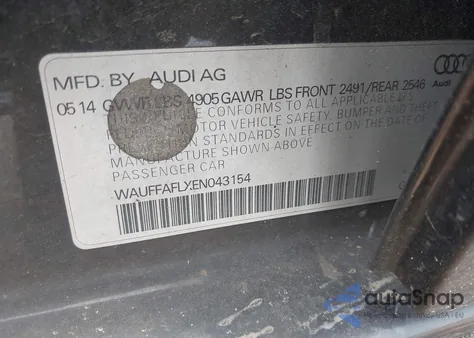 MFD. BY AUDI AG
Audi
05 14 GVWR LBS 4905 GAWR LBS FRONT 2491/REAR 2546
CONFORMS TO ALL APPLICABLE
MOTOR VEHICLE SAFETY, BUMPER AND THEFT
STANDARDS IN EFFECT ON THE DATE OF
MANUFACTURE SHOWN ABOVE
PASSENGER CAR
WAUFFAFLXEN043154
autaSnap